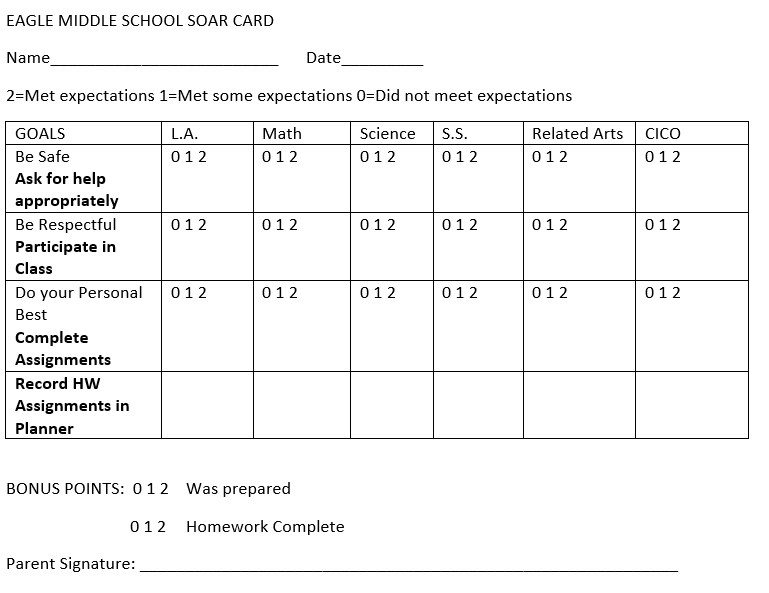 EAGLE MIDDLE SCHOOL SOAR CARD
Name__________________________ Date_________
2=Met expectations 1=Met some expectations 0=Did not meet expectations
GOALS L.A. Math Science S.S. Related Arts CICO
Be Safe 0 1 2 0 1 2 0 1 2 0 1 2 0 1 2 0 1 2
Ask for help
appropriately
Be Respectful 0 1 2 0 1 2 0 1 2 0 1 2 0 1 2 0 1 2
Participate in
Class
Do your Personal 0 1 2 0 1 2 0 1 2 0 1 2 0 1 2 0 1 2
Best
Complete
Assignments
Record HW
Assignments in
Planner
BONUS POINTS: 0 1 2 Was prepared
0 1 2 Homework Complete
Parent Signature: ______________________________________________________________